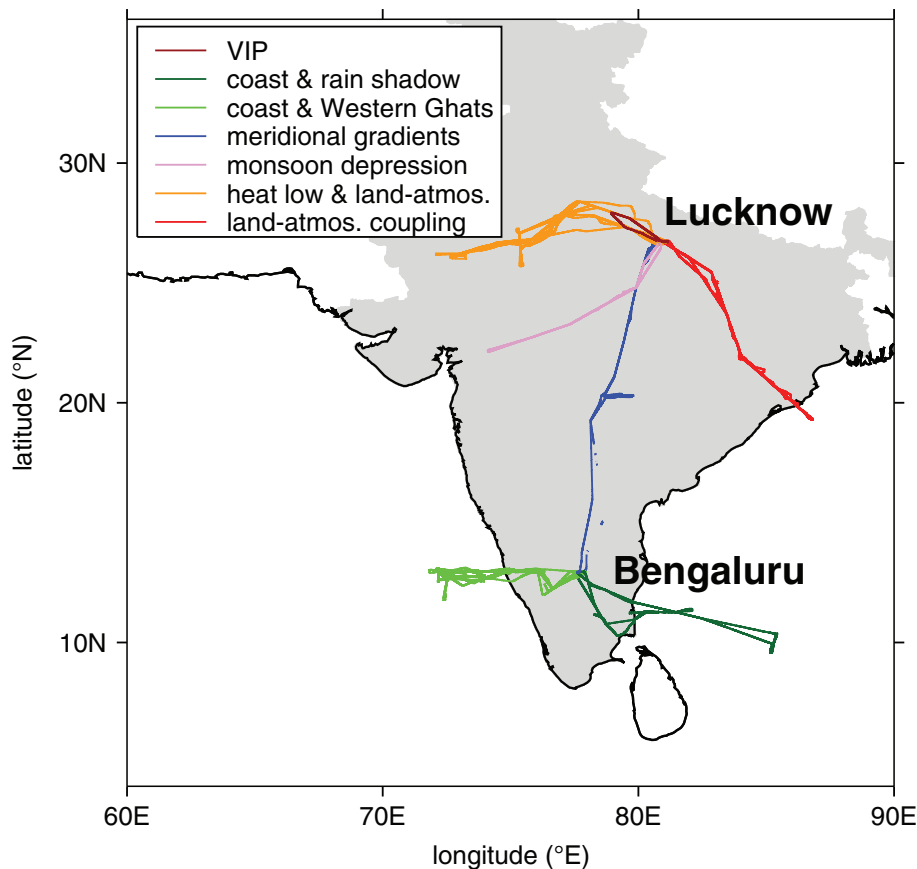 VIP
coast & rain shadow
coast & Western Ghats
meridional gradients
monsoon depression
heat low & land-atmos.
land-atmos. coupling
30N
Lucknow
latitude (°N)
20N
Bengaluru
10N
60E 70E 80E 90E
longitude (°E)